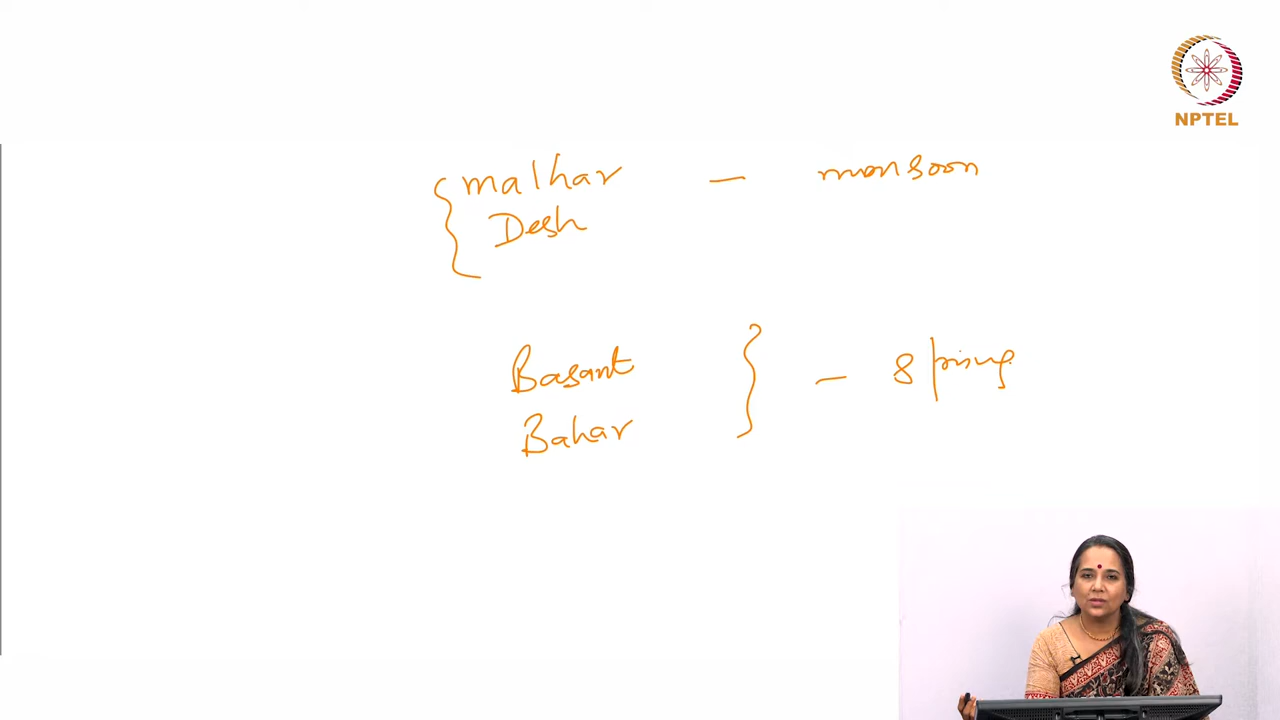 NPTEL
malhar – monsoon
Desh
Basant
– spring
Bahar